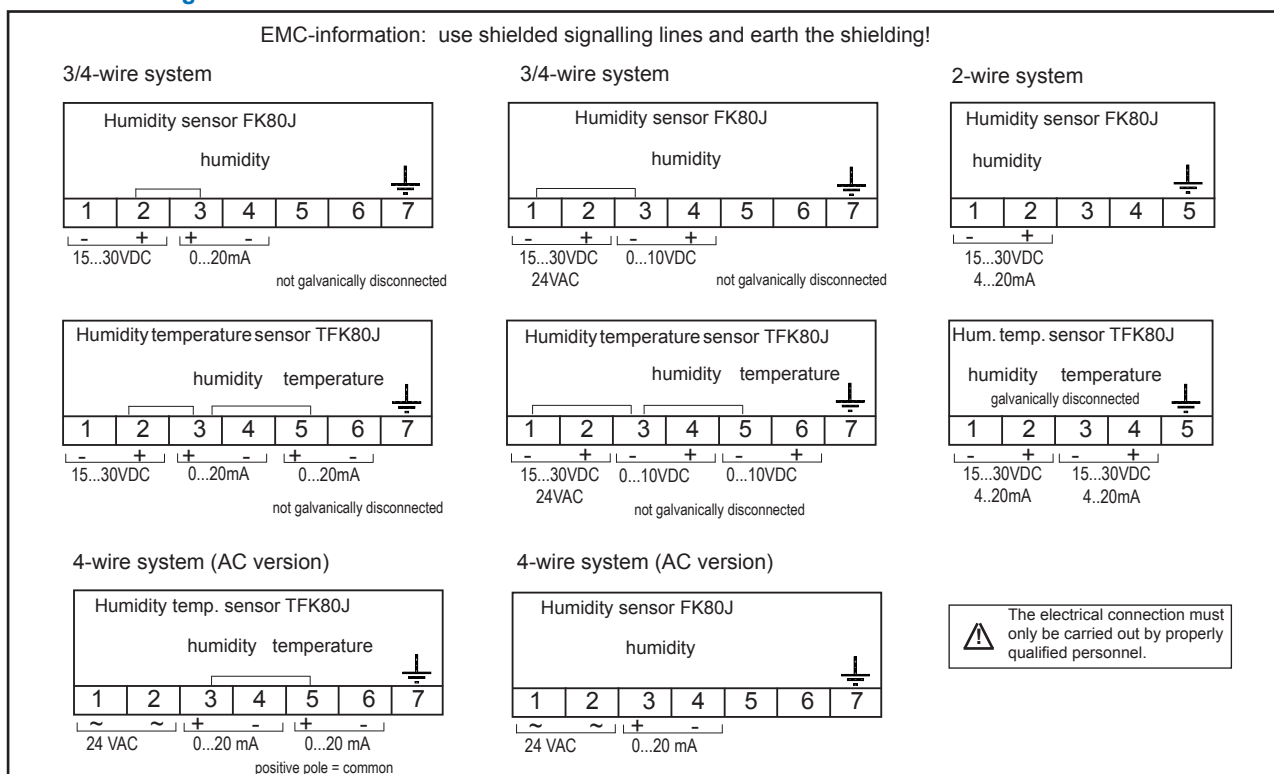 EMC-information: use shielded signalling lines and earth the shielding!
3/4-wire system
Humidity sensor FK80J
humidity
1 2 3 4 5 6 7
- + + -
15...30VDC 0...20mA
not galvanically disconnected
3/4-wire system
Humidity sensor FK80J
humidity
1 2 3 4 5 6 7
- + - +
15...30VDC 0...10VDC
24VAC not galvanically disconnected
2-wire system
Humidity sensor FK80J
humidity
1 2 3 4 5
- +
15...30VDC
4...20mA
Humidity temperature sensor TFK80J
humidity temperature
1 2 3 4 5 6 7
- + + - + -
15...30VDC 0...20mA 0...20mA
not galvanically disconnected
Humidity temperature sensor TFK80J
humidity temperature
1 2 3 4 5 6 7
- + - + - +
15...30VDC 0...10VDC 0...10VDC
24VAC
not galvanically disconnected
Hum. temp. sensor TFK80J
humidity temperature
galvanically disconnected
1 2 3 4 5
- + - +
15...30VDC 15...30VDC
4..20mA 4..20mA
4-wire system (AC version)
Humidity temp. sensor TFK80J
humidity temperature
1 2 3 4 5 6 7
~ ~ + - + -
24 VAC 0...20 mA 0...20 mA
positive pole = common
4-wire system (AC version)
Humidity sensor FK80J
humidity
1 2 3 4 5 6 7
~ ~ + -
24 VAC 0...20 mA
The electrical connection must
only be carried out by properly
qualified personnel.